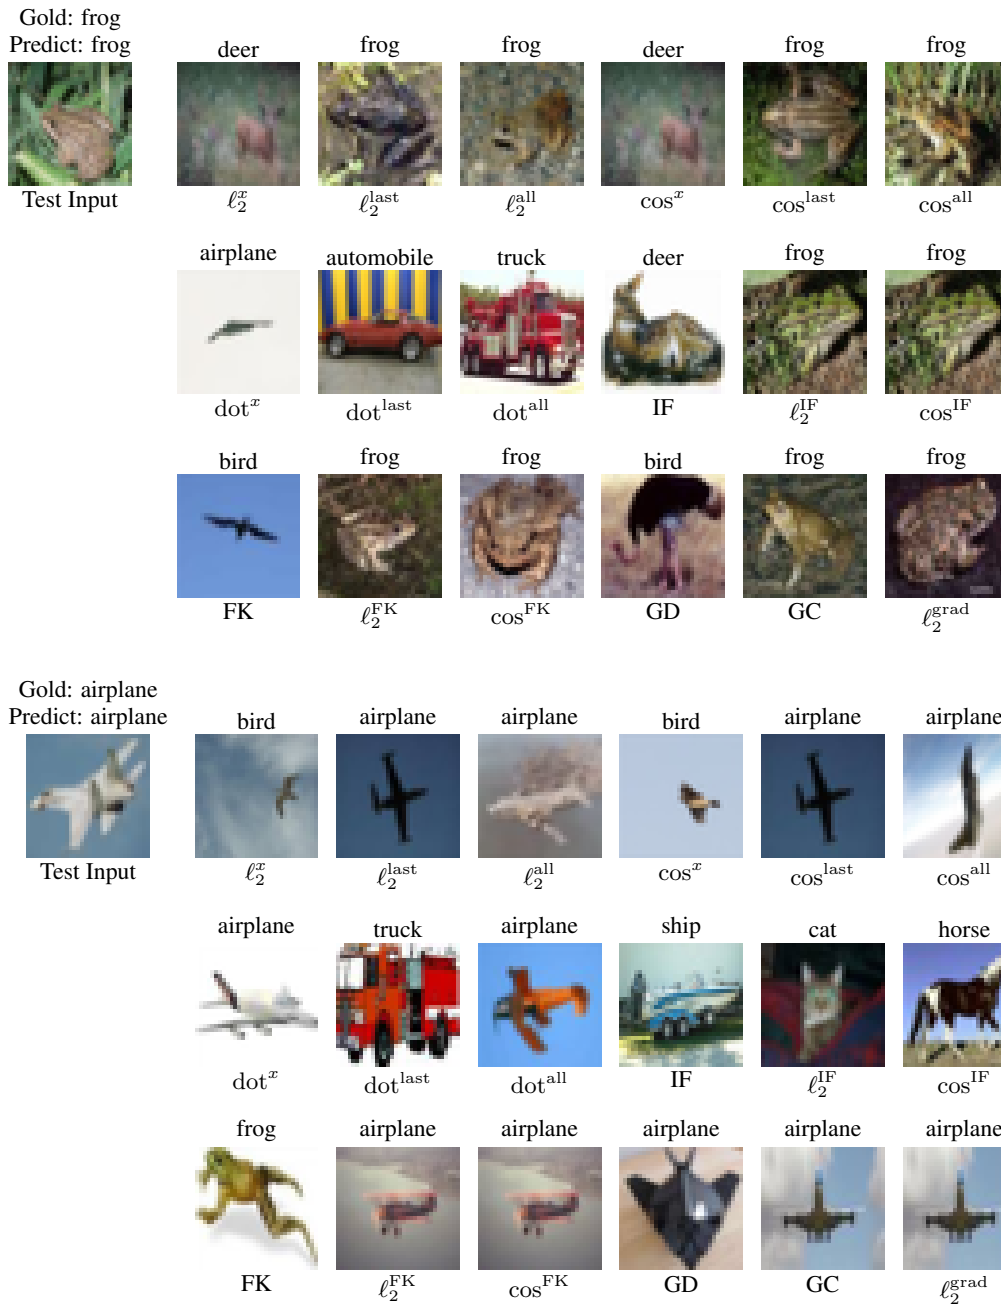 Gold: frog
Predict: frog
deer frog frog deer frog frog
Test Input ℓ₂ˣ ℓ₂ˡᵃˢᵗ ℓ₂ᵃˡˡ cosˣ cosˡᵃˢᵗ cosᵃˡˡ
airplane automobile truck deer frog frog
dotˣ dotˡᵃˢᵗ dotᵃˡˡ IF ℓ₂ᴵF cosᴵF
bird frog frog bird frog frog
FK ℓ₂FK cosFK GD GC ℓ₂ᵍʳᵃᵈ
Gold: airplane
Predict: airplane
bird airplane airplane bird airplane airplane
Test Input ℓ₂ˣ ℓ₂ˡᵃˢᵗ ℓ₂ᵃˡˡ cosˣ cosˡᵃˢᵗ cosᵃˡˡ
airplane truck airplane ship cat horse
dotˣ dotˡᵃˢᵗ dotᵃˡˡ IF ℓ₂ᴵF cosᴵF
frog airplane airplane airplane airplane airplane
FK ℓ₂FK cosFK GD GC ℓ₂ᵍʳᵃᵈ